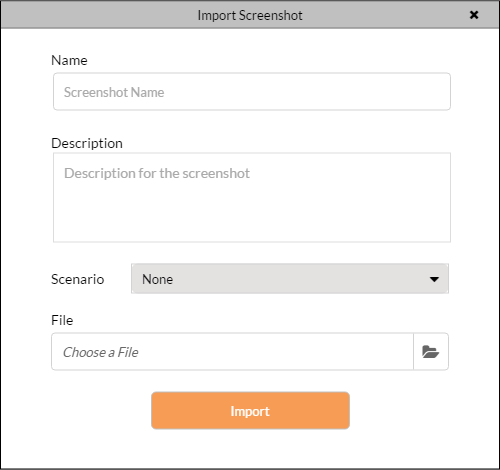 Import Screenshot
Name
Screenshot Name
Description
Description for the screenshot
Scenario None
File
Choose a File
Import